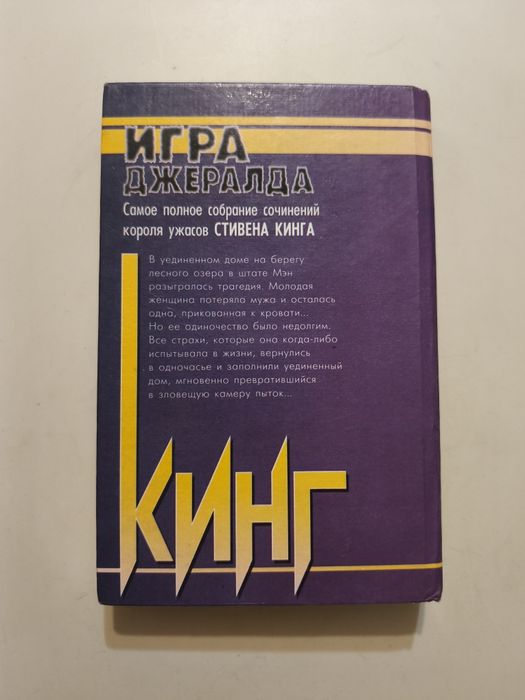 ИГРА
ДЖЕРАЛДА
Самое полное собрание сочинений
короля ужасов СТИВЕНА КИНГА
В уединенном доме на берегу
лесного озера в штате Мэн
разыгралась трагедия. Молодая
женщина потеряла мужа и осталась
одна, прикованная к кровати...
Но ее одиночество было недолгим.
Все страхи, которые она когда-либо
испытывала в жизни, вернулись
в одночасье и заполнили уединенный
дом, мгновенно превратившийся
в зловещую камеру пыток...
КИНГ